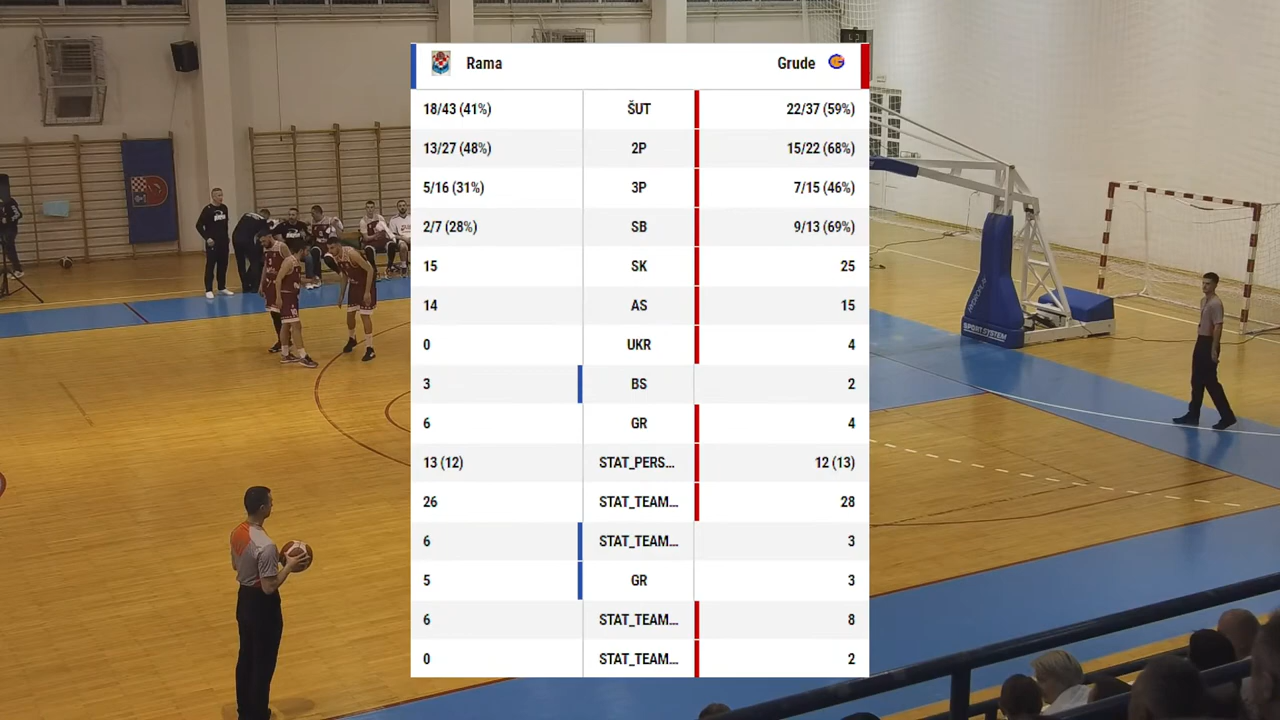 Rama Grude
18/43 (41%) ŠUT 22/37 (59%)
13/27 (48%) 2P 15/22 (68%)
5/16 (31%) 3P 7/15 (46%)
2/7 (28%) SB 9/13 (69%)
15 SK 25
14 AS 15
0 UKR 4
3 BS 2
6 GR 4
13 (12) STAT_PERS... 12 (13)
26 STAT_TEAM... 28
6 STAT_TEAM... 3
5 GR 3
6 STAT_TEAM... 8
0 STAT_TEAM... 2
SPORT SYSTEM